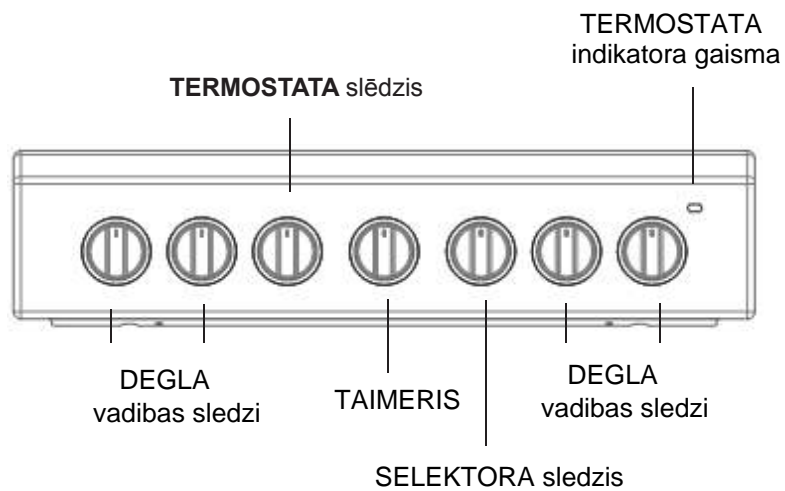 TERMOSTATA
indikatora gaisma
TERMOSTATA slēdzis
DEGLA
vadibas sledzi
TAIMERIS
DEGLA
vadibas sledzi
SELEKTORA sledzis